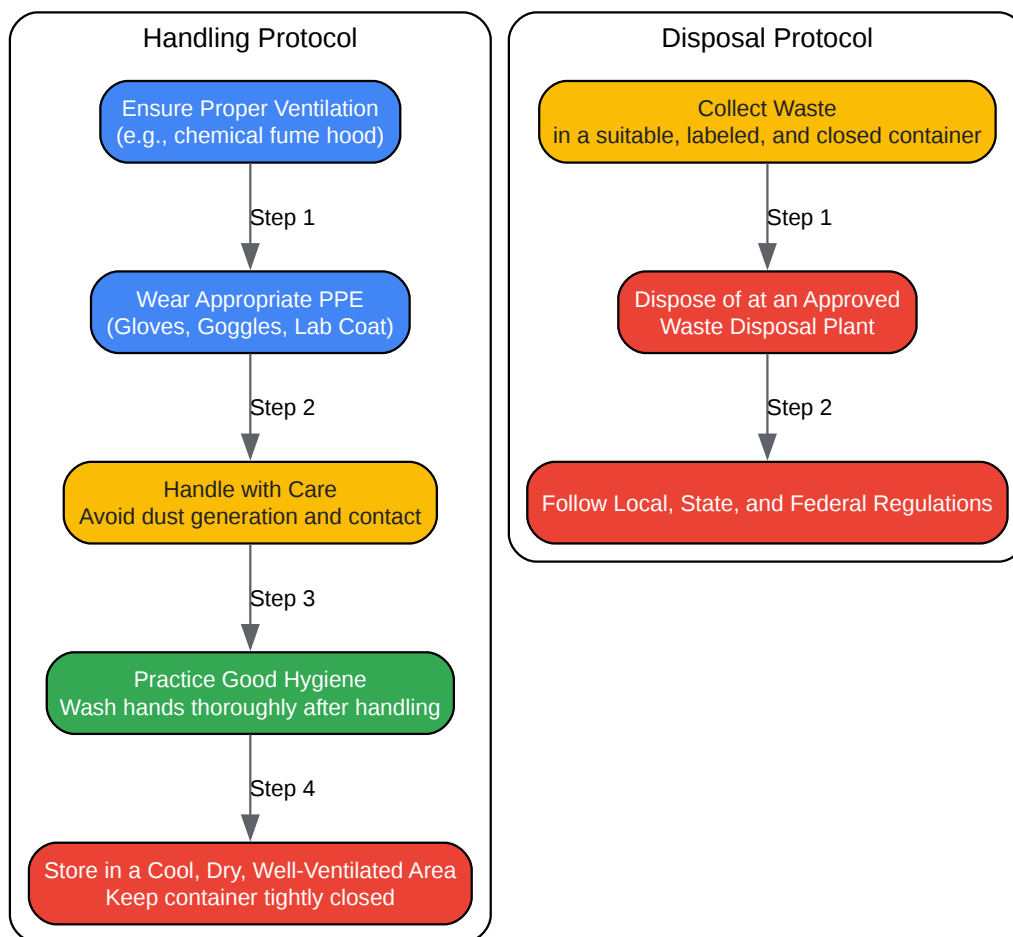 Handling Protocol
Ensure Proper Ventilation
(e.g., chemical fume hood)
Step 1
Wear Appropriate PPE
(Gloves, Goggles, Lab Coat)
Step 2
Handle with Care
Avoid dust generation and contact
Step 3
Practice Good Hygiene
Wash hands thoroughly after handling
Step 4
Store in a Cool, Dry, Well-Ventilated Area
Keep container tightly closed
Disposal Protocol
Collect Waste
in a suitable, labeled, and closed container
Step 1
Dispose of at an Approved
Waste Disposal Plant
Step 2
Follow Local, State, and Federal Regulations